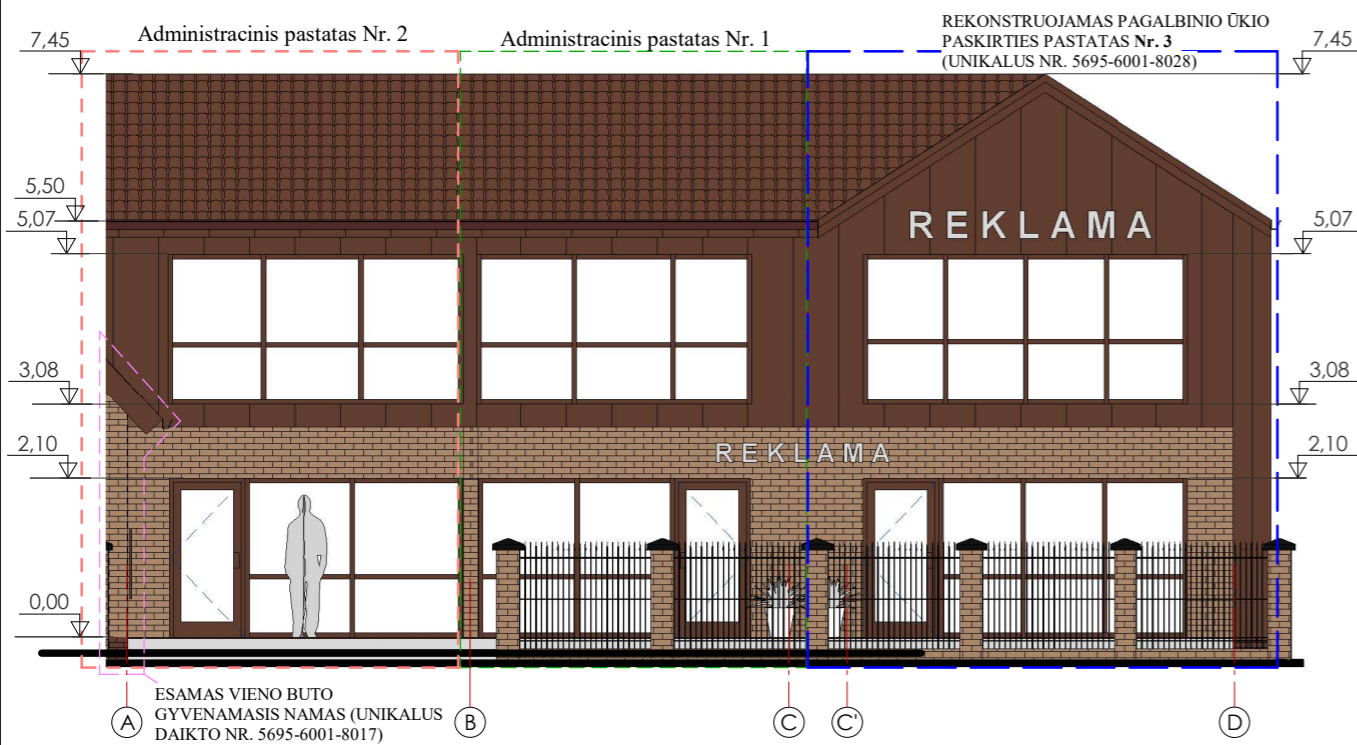 Administracinis pastatas Nr. 2
Administracinis pastatas Nr. 1
REKONSTRUOJAMAS PAGALBINIO ŪKIO
PASKIRTIES PASTATAS Nr. 3
(UNIKALUS NR. 5695-6001-8028)
7,45
7,45
5,50
5,07
5,07
REKLAMA
3,08
3,08
2,10
2,10
REKLAMA
0,00
ESAMAS VIENO BUTO
GYVENAMASIS NAMAS (UNIKALUS
DAIKTO NR. 5695-6001-8017)
A
B
C
C'
D